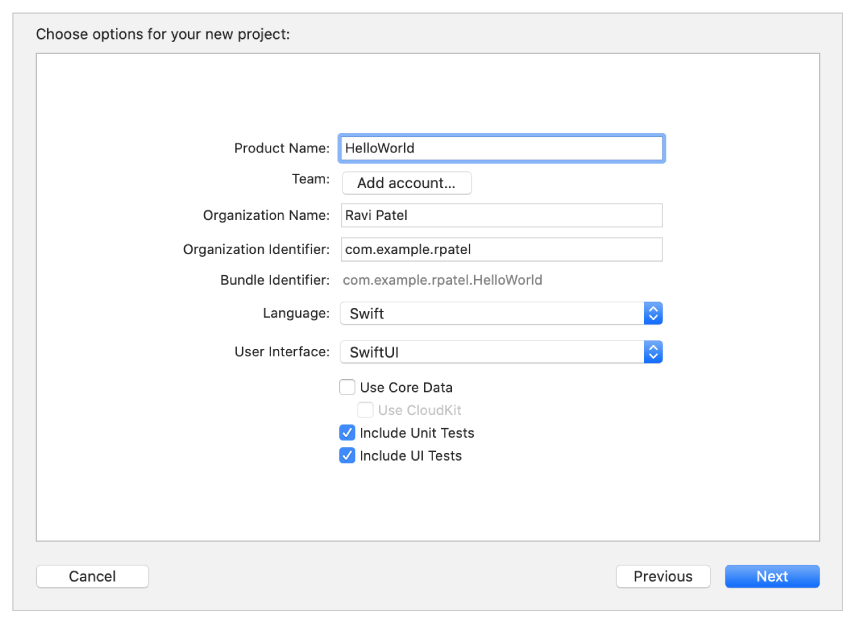 Choose options for your new project:
Product Name: HelloWorld
Team: Add account...
Organization Name: Ravi Patel
Organization Identifier: com.example.rpatel
Bundle Identifier: com.example.rpatel.HelloWorld
Language: Swift
User Interface: SwiftUI
Use Core Data
Use CloudKit
Include Unit Tests
Include UI Tests
Cancel Previous Next